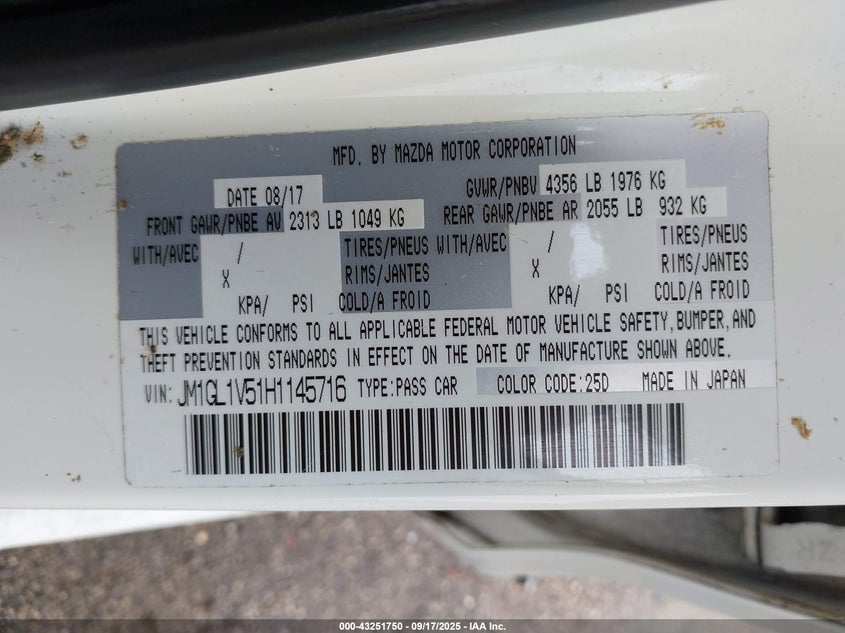 MFD. BY MAZDA MOTOR CORPORATION
DATE 08/17 GVWR/PNBV 4356 LB 1976 KG
FRONT GAWR/PNBE AV 2313 LB 1049 KG REAR GAWR/PNBE AR 2055 LB 932 KG
WITH/AVEC / TIRES/PNEUS WITH/AVEC / TIRES/PNEUS
X RIMS/JANTES X RIMS/JANTES
KPA/ PSI COLD/A FROID KPA/ PSI COLD/A FROID
THIS VEHICLE CONFORMS TO ALL APPLICABLE FEDERAL MOTOR VEHICLE SAFETY, BUMPER, AND
THEFT PREVENTION STANDARDS IN EFFECT ON THE DATE OF MANUFACTURE SHOWN ABOVE.
VIN: JM1GL1V51H1145716 TYPE: PASS CAR COLOR CODE: 25D MADE IN JAPAN
ZR
000-43251750 - 09/17/2025 - IAA Inc.